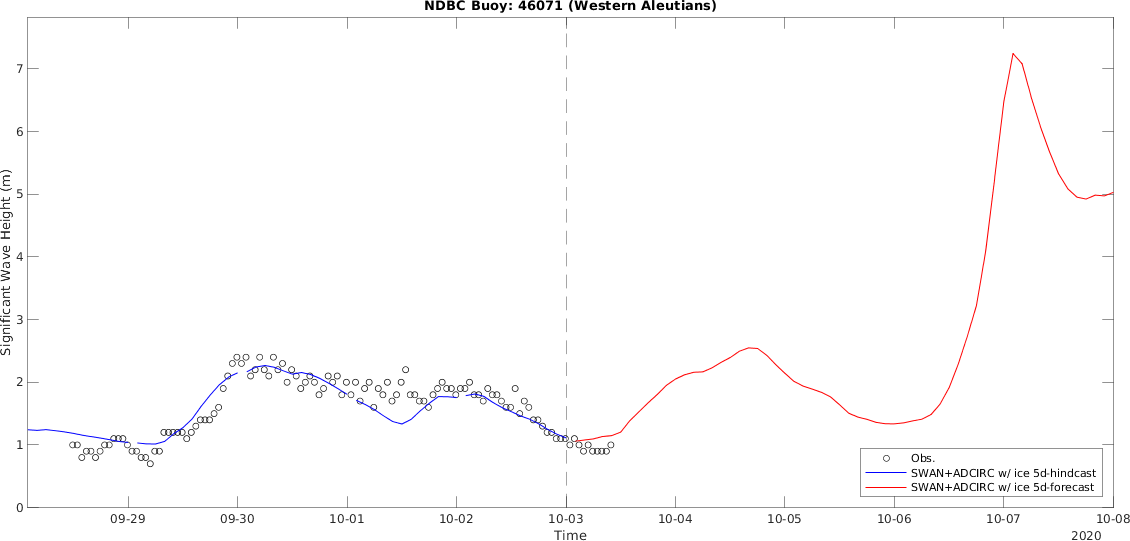 NDBC Buoy: 46071 (Western Aleutians)
Significant Wave Height (m)
7
6
5
4
3
2
1
0
Obs.
SWAN+ADCIRC w/ ice 5d-hindcast
SWAN+ADCIRC w/ ice 5d-forecast
09-29 09-30 10-01 10-02 10-03 10-04 10-05 10-06 10-07 10-08
Time
2020